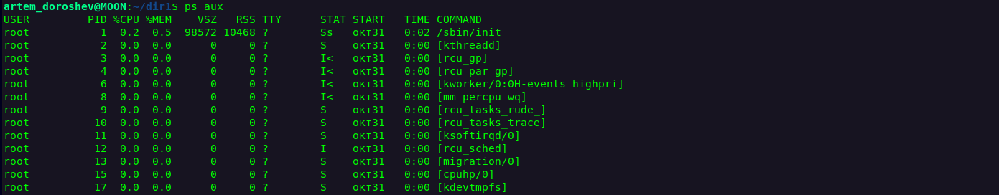 artem_doroshev@MOON:~/dir1$ ps aux
USER         PID %CPU %MEM    VSZ   RSS TTY      STAT START   TIME COMMAND
root           1  0.2  0.5  98572 10468 ?        Ss   окт31   0:02 /sbin/init
root           2  0.0  0.0      0     0 ?        S    окт31   0:00 [kthreadd]
root           3  0.0  0.0      0     0 ?        I<   окт31   0:00 [rcu_gp]
root           4  0.0  0.0      0     0 ?        I<   окт31   0:00 [rcu_par_gp]
root           6  0.0  0.0      0     0 ?        I<   окт31   0:00 [kworker/0:0H-events_highpri]
root           8  0.0  0.0      0     0 ?        I<   окт31   0:00 [mm_percpu_wq]
root           9  0.0  0.0      0     0 ?        S    окт31   0:00 [rcu_tasks_rude_]
root          10  0.0  0.0      0     0 ?        S    окт31   0:00 [rcu_tasks_trace]
root          11  0.0  0.0      0     0 ?        S    окт31   0:00 [ksoftirqd/0]
root          12  0.0  0.0      0     0 ?        I    окт31   0:00 [rcu_sched]
root          13  0.0  0.0      0     0 ?        S    окт31   0:00 [migration/0]
root          15  0.0  0.0      0     0 ?        S    окт31   0:00 [cpuhp/0]
root          17  0.0  0.0      0     0 ?        S    окт31   0:00 [kdevtmpfs]